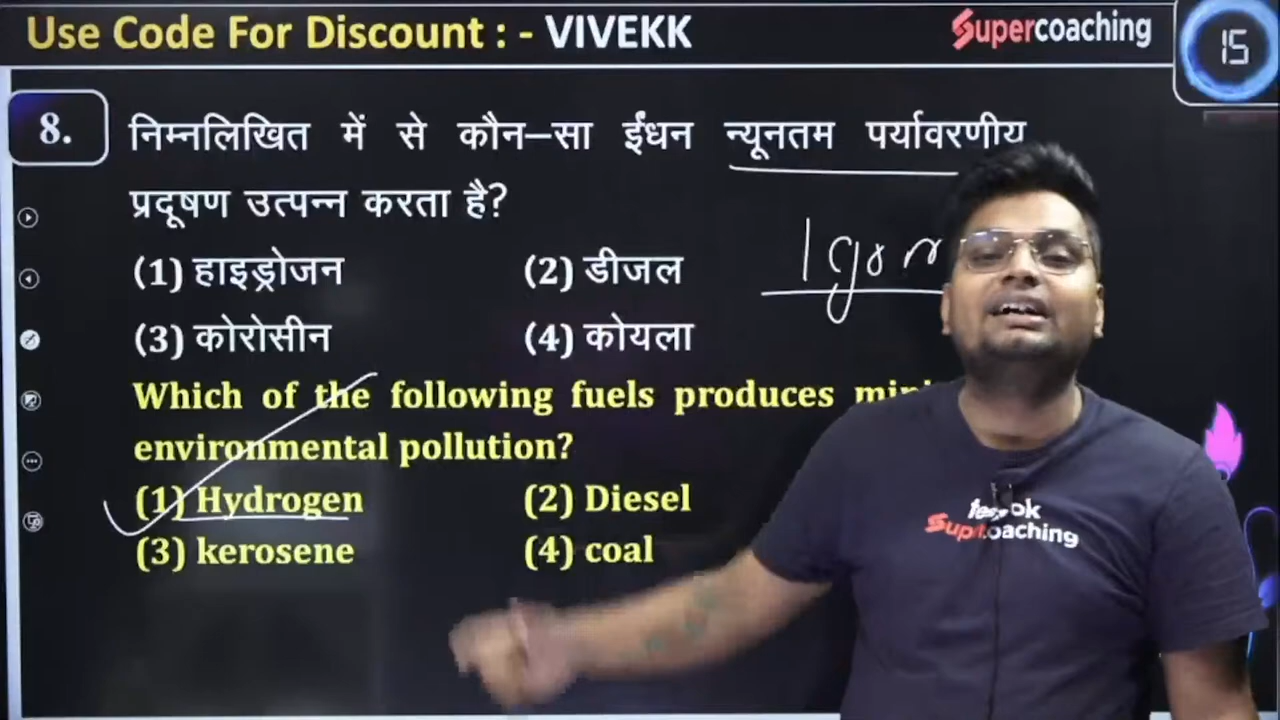 Use Code For Discount : - VIVEKK
Supercoaching
15
8.
निम्नलिखित में से कौन–सा ईंधन न्यूनतम पर्यावरणीय
प्रदूषण उत्पन्न करता है?
(1) हाइड्रोजन (2) डीजल
(3) कोरोसीन (4) कोयला
Which of the following fuels produces
environmental pollution?
(1) Hydrogen (2) Diesel
(3) kerosene (4) coal
Supercoaching